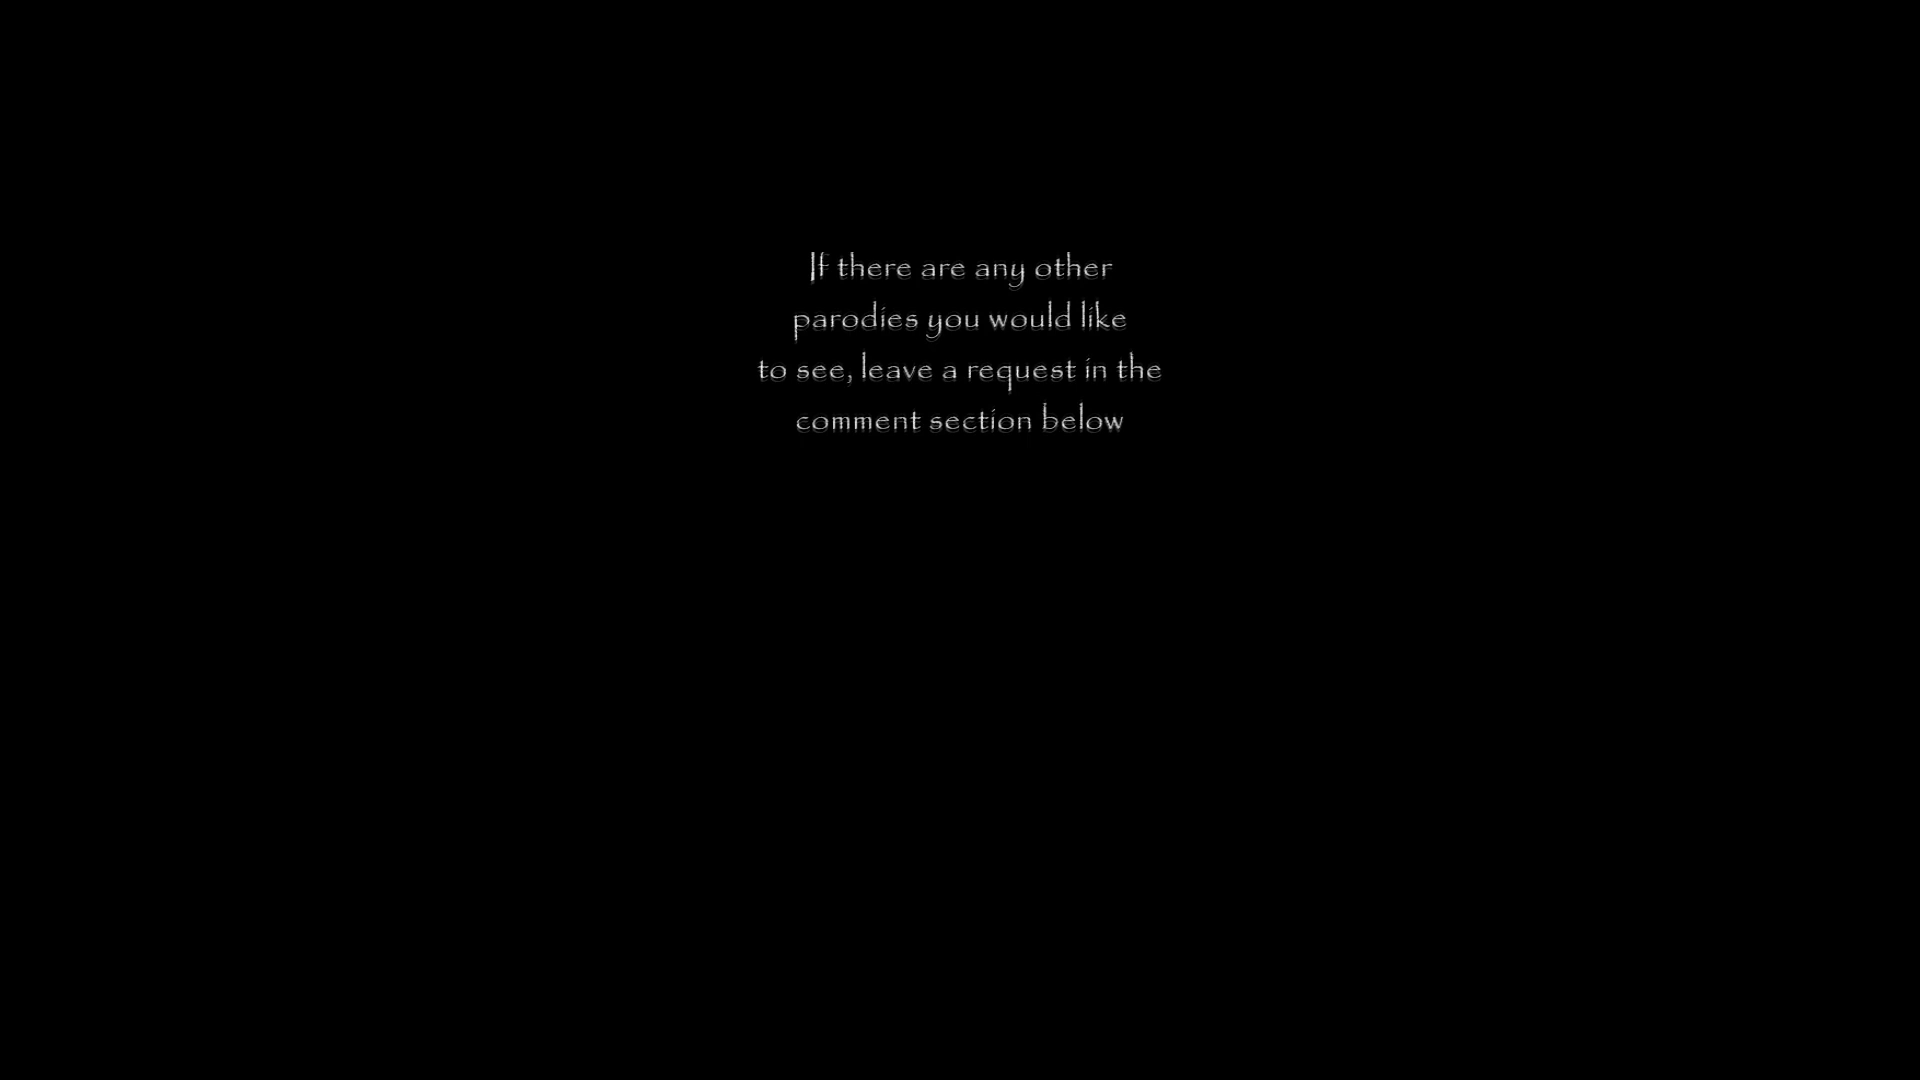 If there are any other
parodies you would like
to see, leave a request in the
comment section below